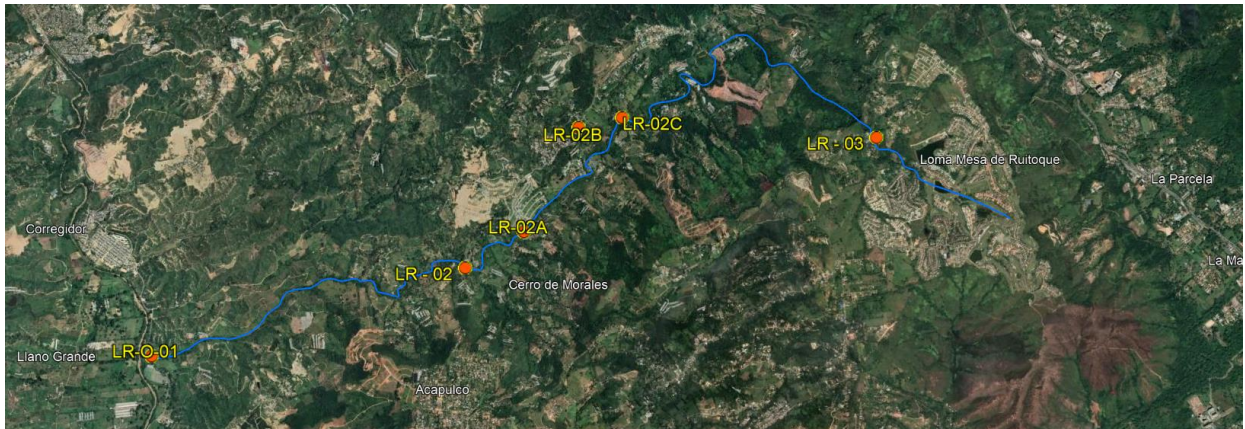 LR-02B
LR-02C
LR - 03
Loma Mesa de Ruitoque
La Parcela
Corregidor
LR-02A
LR - 02
Cerro de Morales
La Ma
Llano Grande
LR-O-01
Acapulco